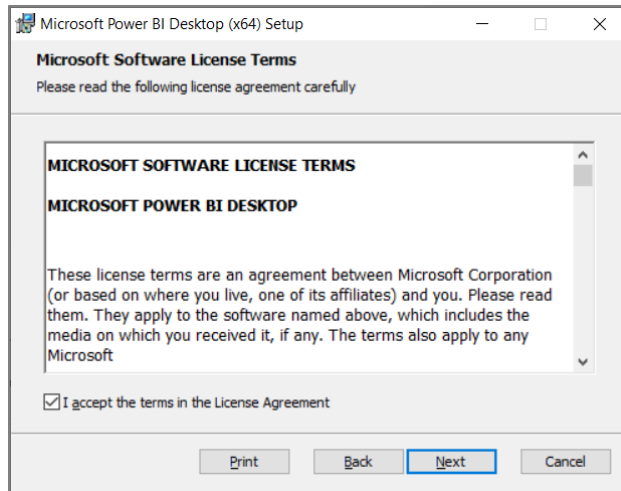 Microsoft Power BI Desktop (x64) Setup
Microsoft Software License Terms
Please read the following license agreement carefully
MICROSOFT SOFTWARE LICENSE TERMS
MICROSOFT POWER BI DESKTOP
These license terms are an agreement between Microsoft Corporation
(or based on where you live, one of its affiliates) and you. Please read
them. They apply to the software named above, which includes the
media on which you received it, if any. The terms also apply to any
Microsoft
I accept the terms in the License Agreement
Print Back Next Cancel